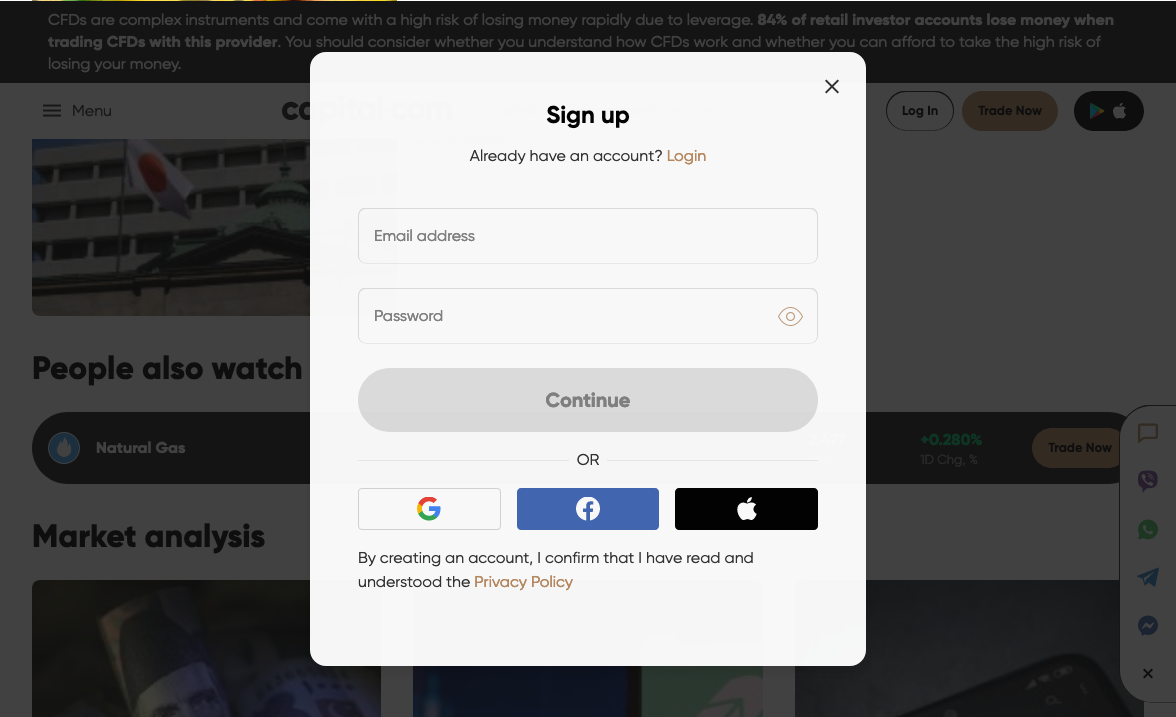 CFDs are complex instruments and come with a high risk of losing money rapidly due to leverage. 84% of retail investor accounts lose money when
trading CFDs with this provider. You should consider whether you understand how CFDs work and whether you can afford to take the high risk of
losing your money.
Menu
capital.com
Log In
Trade Now
Sign up
Already have an account? Login
Email address
Password
Continue
OR
By creating an account, I confirm that I have read and
understood the Privacy Policy
People also watch
Natural Gas
+0.280%
1D Chg, %
Trade Now
Market analysis